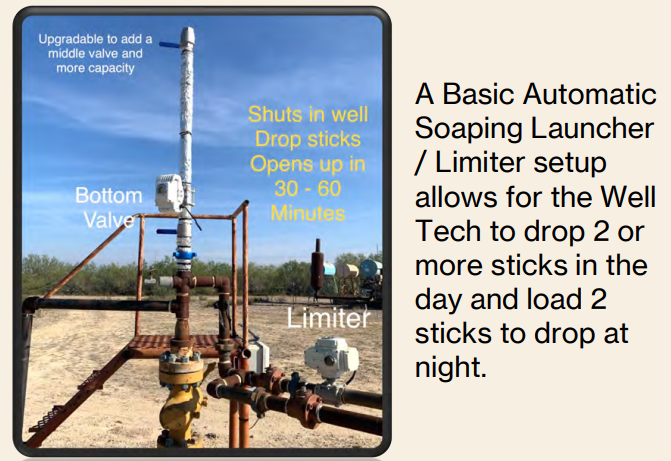 Upgradable to add a
middle valve and
more capacity
Shuts in well
Drop sticks
Opens up in
30 - 60
Minutes
Bottom
Valve
Limiter
A Basic Automatic
Soaping Launcher
/ Limiter setup
allows for the Well
Tech to drop 2 or
more sticks in the
day and load 2
sticks to drop at
night.